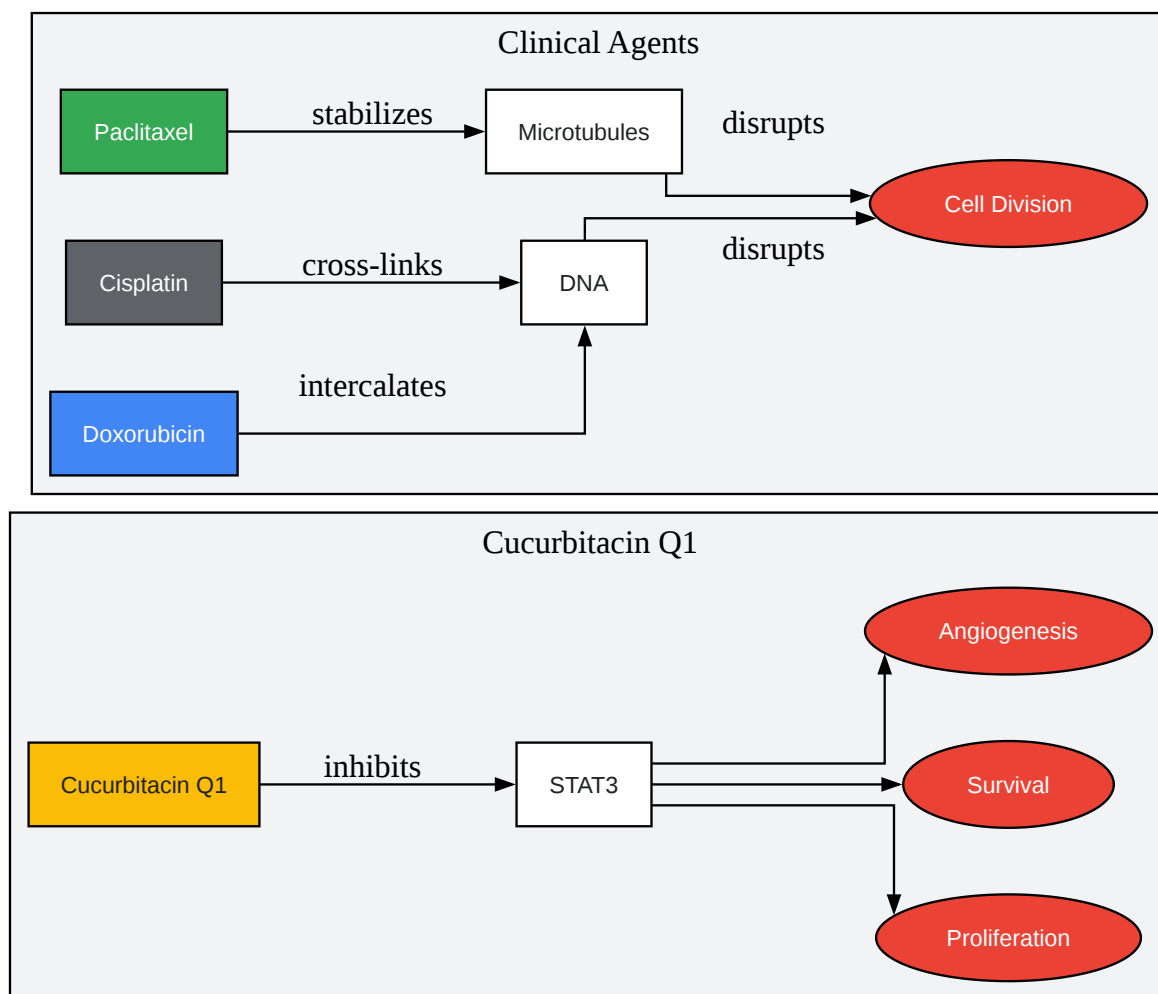 Clinical Agents
Paclitaxel
stabilizes
Microtubules
disrupts
Cell Division
Cisplatin
cross-links
DNA
disrupts
intercalates
Doxorubicin
Cucurbitacin Q1
Angiogenesis
Cucurbitacin Q1
inhibits
STAT3
Survival
Proliferation